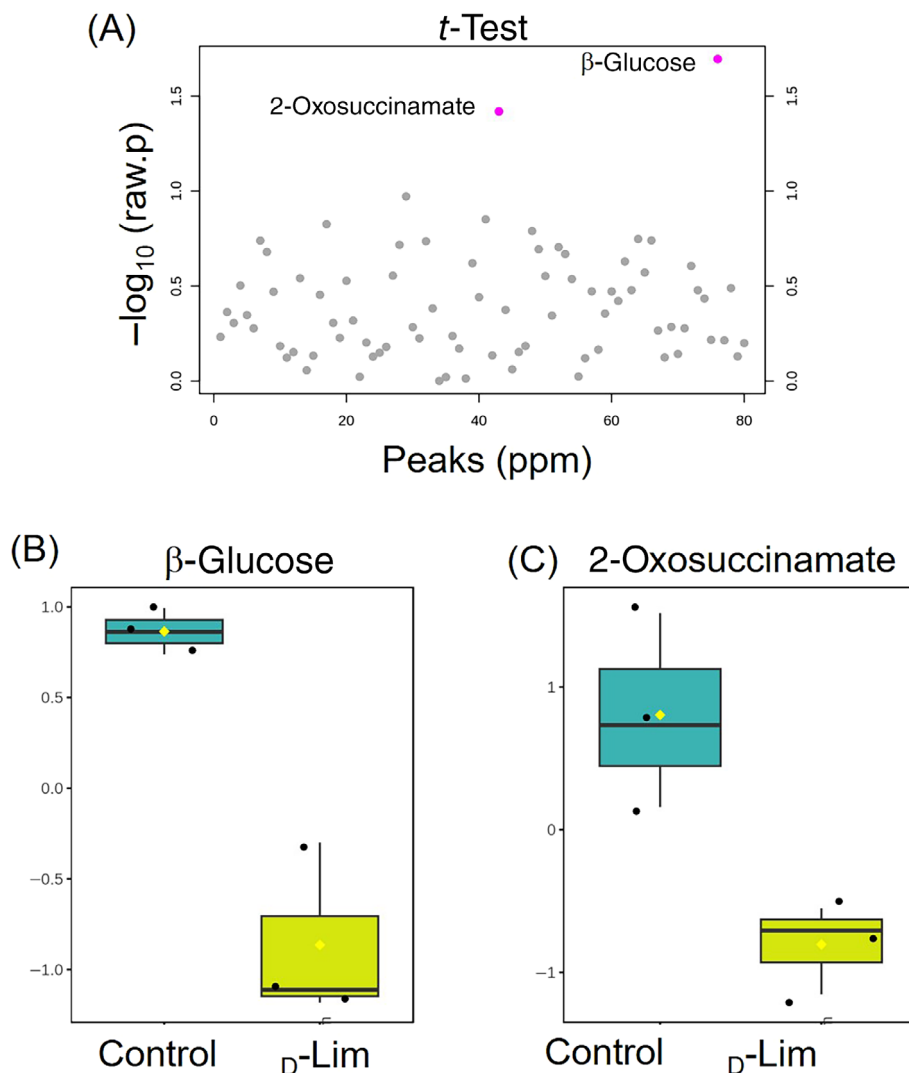 (A)
t-Test
β-Glucose
2-Oxosuccinamate
1.5
1.0
0.5
0.0
1.5
1.0
0.5
0.0
−log10 (raw.p)
0 20 40 60 80
Peaks (ppm)
(B) β-Glucose
1.0
0.5
0.0
−0.5
−1.0
Control D-Lim
(C) 2-Oxosuccinamate
1
0
−1
Control D-Lim